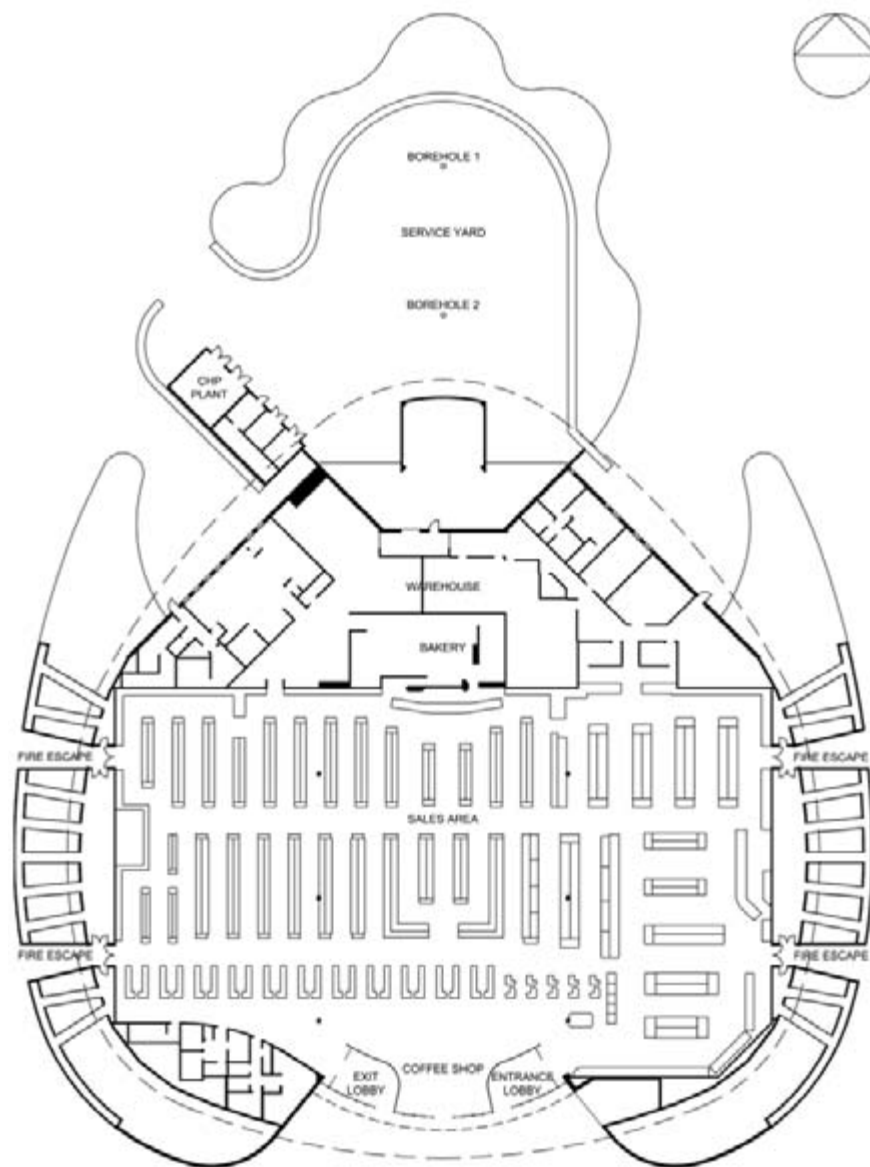 BOREHOLE 1
SERVICE YARD
BOREHOLE 2
CHP
PLANT
WAREHOUSE
BAKERY
FIRE ESCAPE
FIRE ESCAPE
SALES AREA
FIRE ESCAPE
FIRE ESCAPE
EXIT
LOBBY
COFFEE SHOP
ENTRANCE
LOBBY